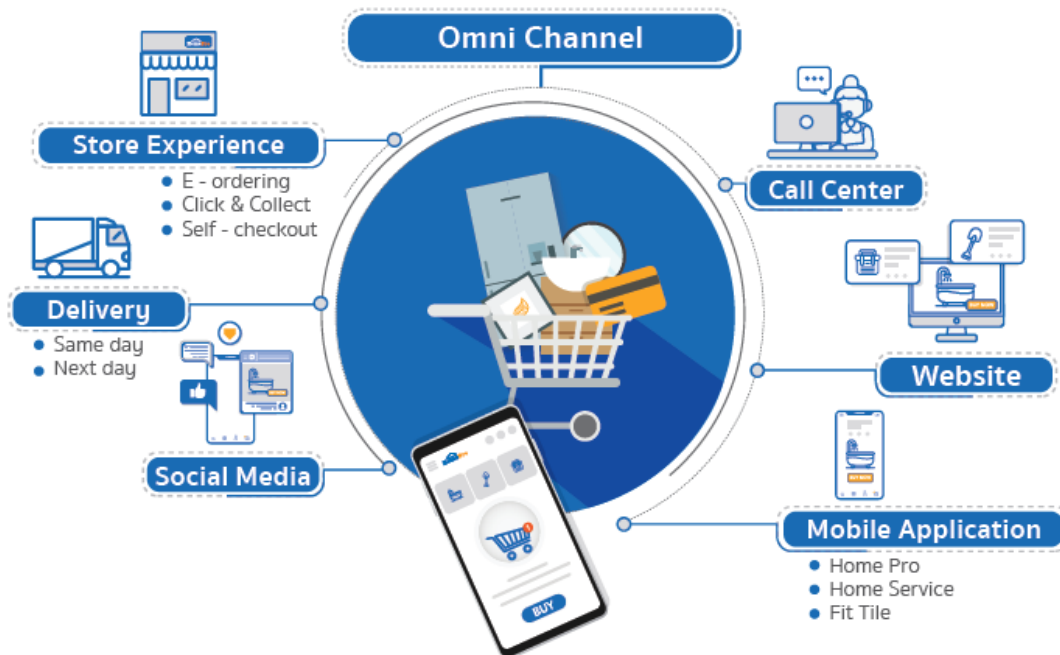 Omni Channel
Store Experience
E - ordering
Click & Collect
Self - checkout
Call Center
Delivery
Same day
Next day
Website
Social Media
Mobile Application
Home Pro
Home Service
Fit Tile
BUY